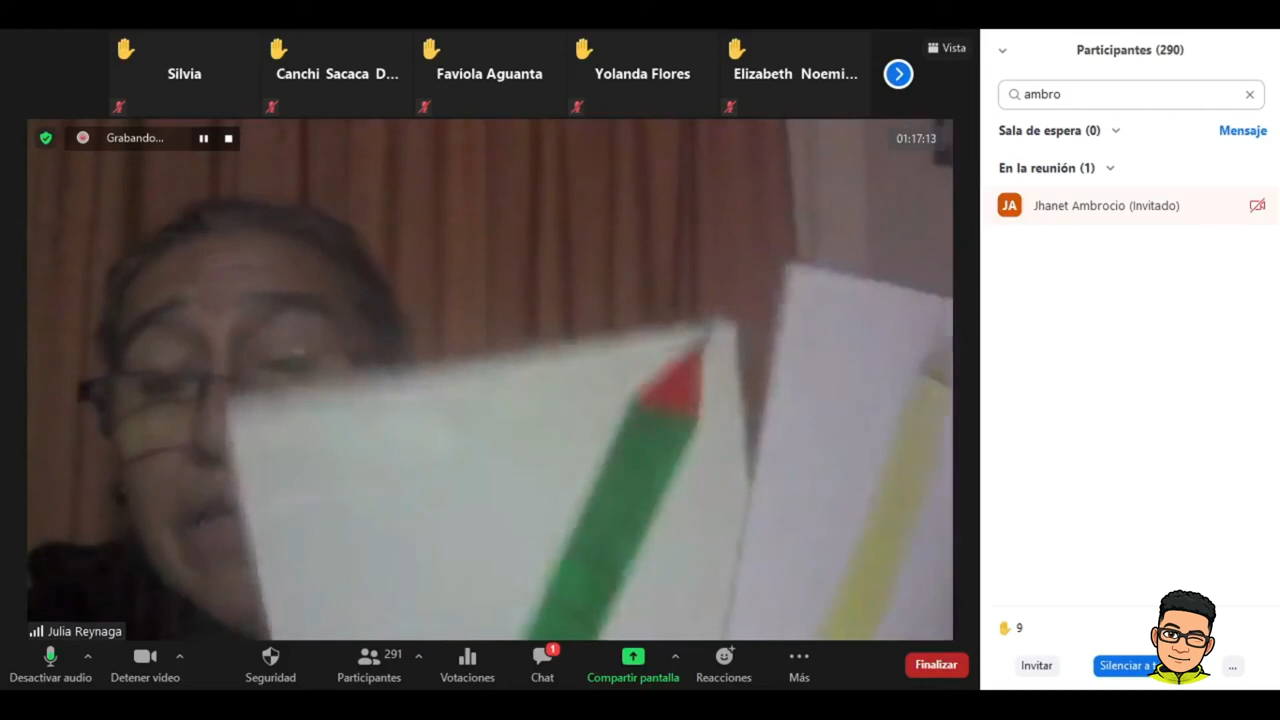 Silvia
Canchi Sacaca D...
Faviola Aguanta
Yolanda Flores
Elizabeth Noemi...
Vista
Grabando...
01:17:13
Julia Reynaga
Desactivar audio
Detener video
Seguridad
291
Participantes
Votaciones
1
Chat
Compartir pantalla
Reacciones
Más
Finalizar
Participantes (290)
ambro
Sala de espera (0)
Mensaje
En la reunión (1)
JA
Jhanet Ambrocio (Invitado)
9
Invitar
Silenciar a t
...